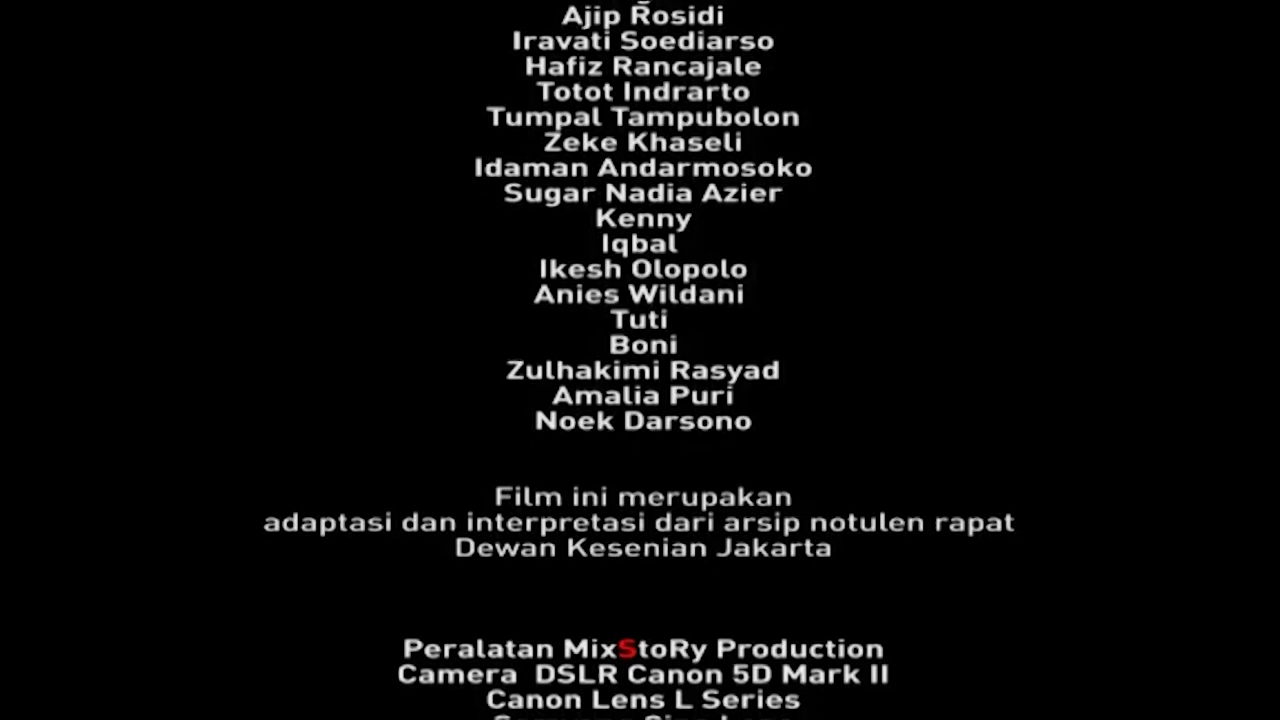 Ajip Rosidi
Iravati Soediarso
Hafiz Rancajale
Totot Indrarto
Tumpal Tampubolon
Zeke Khaseli
Idaman Andarmosoko
Sugar Nadia Azier
Kenny
Iqbal
Ikesh Olopolo
Anies Wildani
Tuti
Boni
Zulhakimi Rasyad
Amalia Puri
Noek Darsono
Film ini merupakan
adaptasi dan interpretasi dari arsip notulen rapat
Dewan Kesenian Jakarta
Peralatan MixStoRy Production
Camera DSLR Canon 5D Mark II
Canon Lens L Series